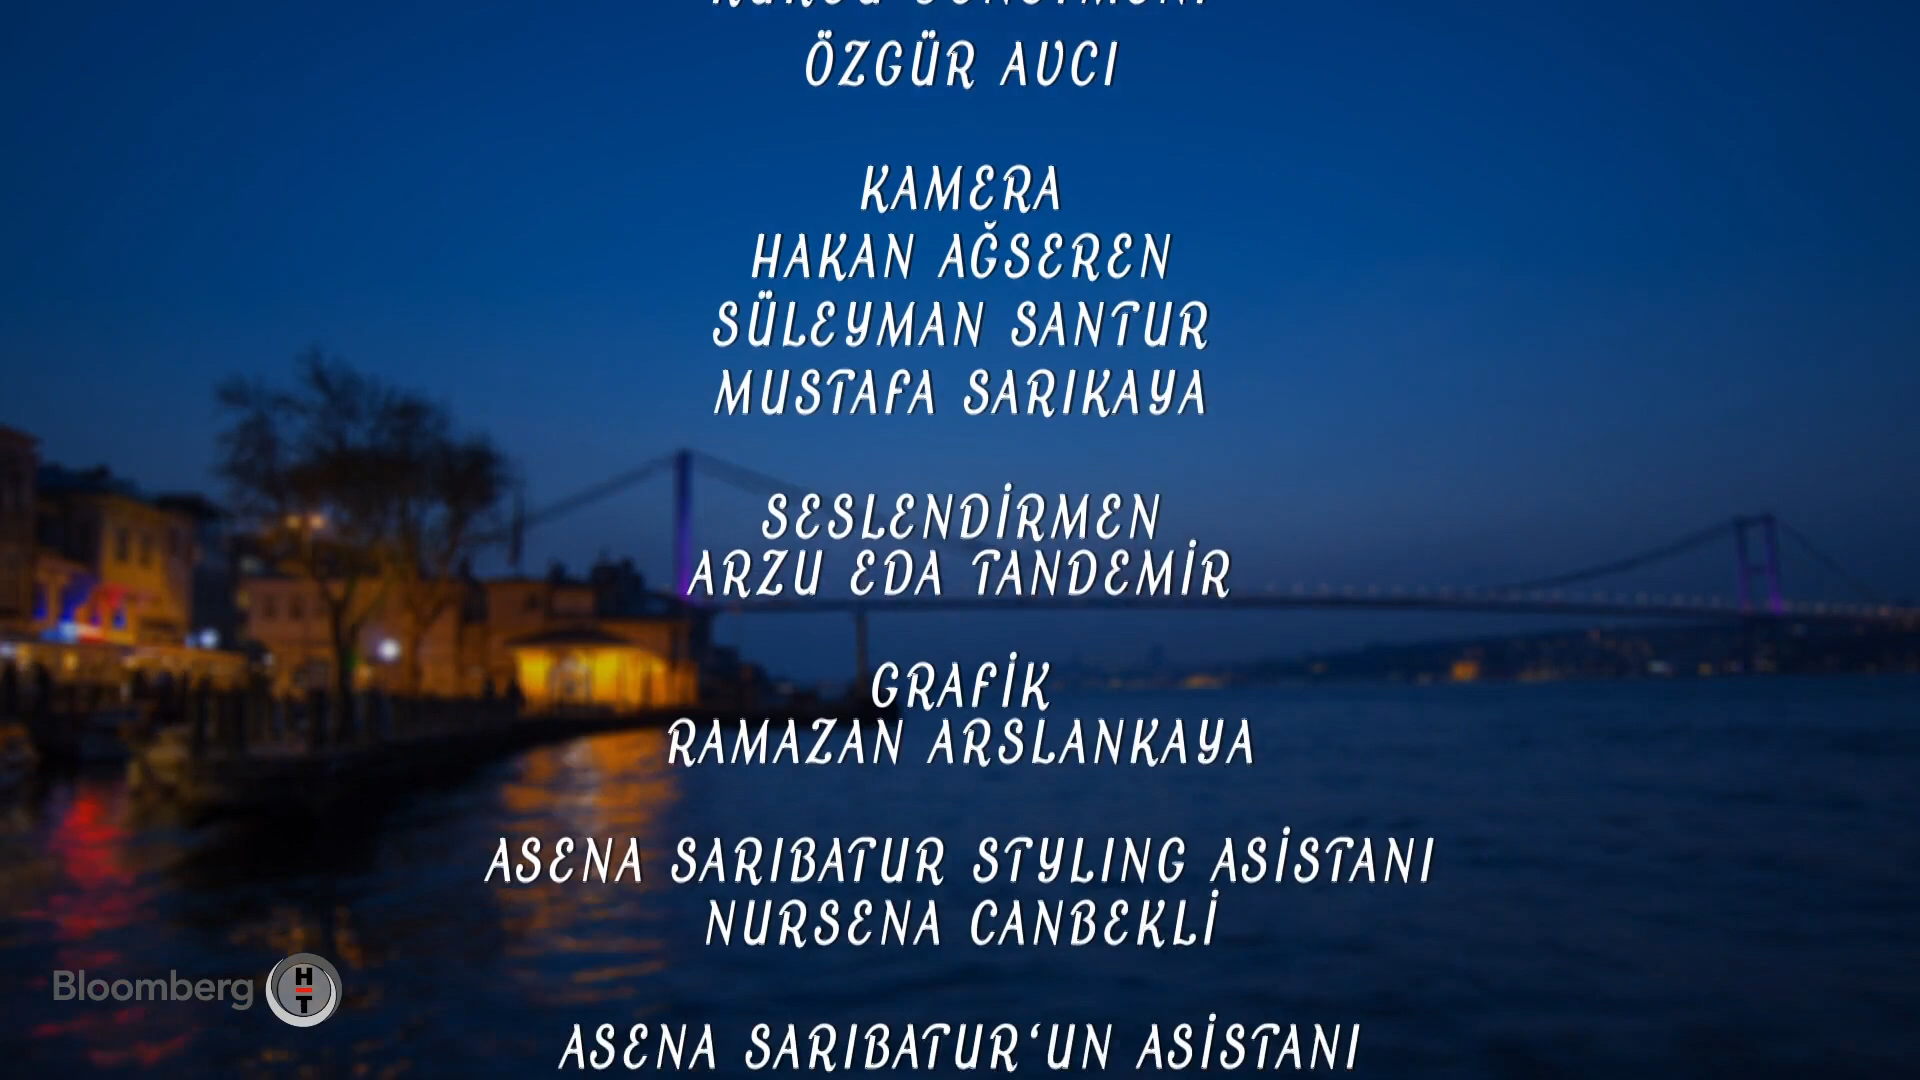 ÖZGÜR AVCI
KAMERA
HAKAN AĞSEREN
SÜLEYMAN SANTUR
MUSTAFA SARIKAYA
SESLENDİRMEN
ARZU EDA TANDEMİR
GRAFİK
RAMAZAN ARSLANKAYA
ASENA SARIBATUR STYLING ASİSTANI
NURSENA CANBEKLİ
Bloomberg HT
ASENA SARIBATUR‘UN ASİSTANI